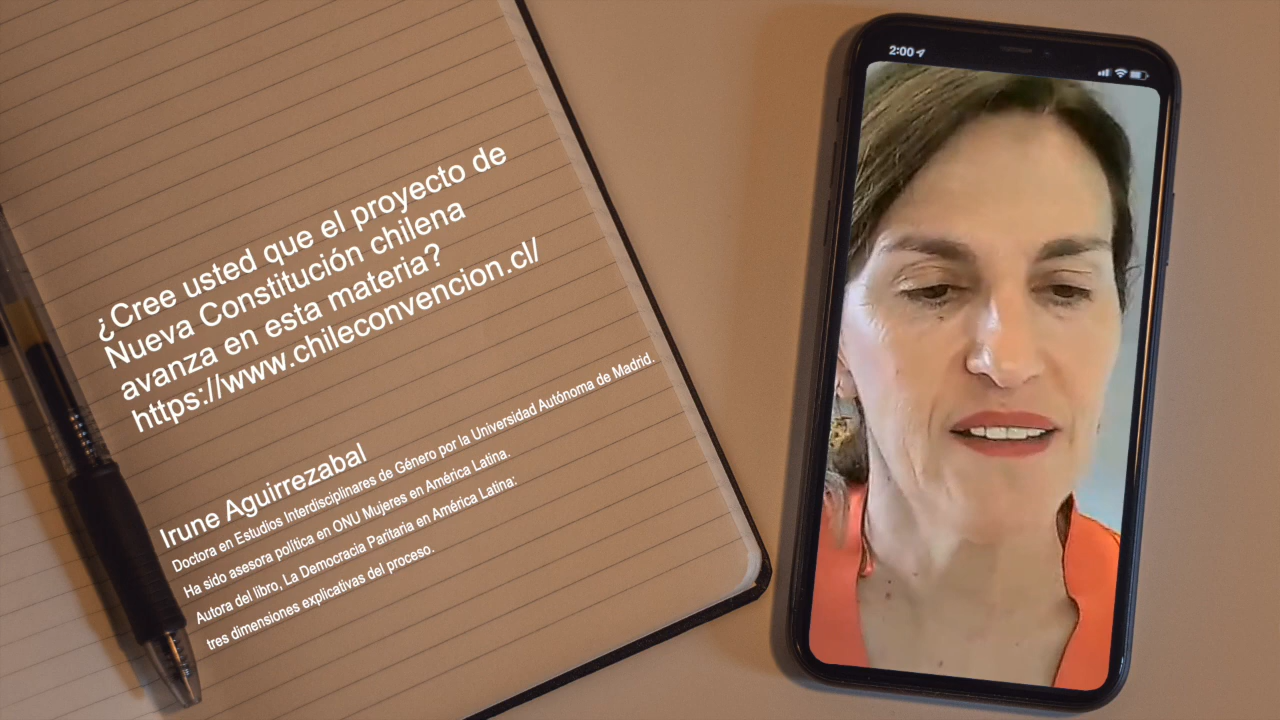 ¿Cree usted que el proyecto de
Nueva Constitución chilena
avanza en esta materia?
https://www.chileconvencion.cl/
Irune Aguirrezabal
Doctora en Estudios Interdisciplinares de Género por la Universidad Autónoma de Madrid.
Ha sido asesora política en ONU Mujeres en América Latina.
Autora del libro, La Democracia Paritaria en América Latina:
tres dimensiones explicativas del proceso.
2:00